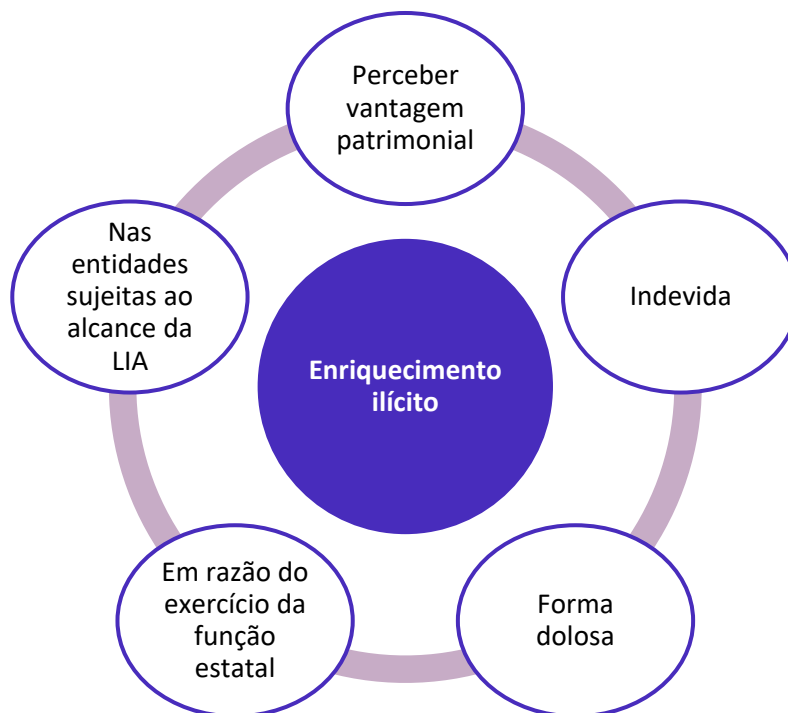 Perceber
vantagem
patrimonial
Indevida
Forma
dolosa
Em razão do
exercício da
função
estatal
Nas
entidades
sujeitas ao
alcance da
LIA
Enriquecimento
ilícito